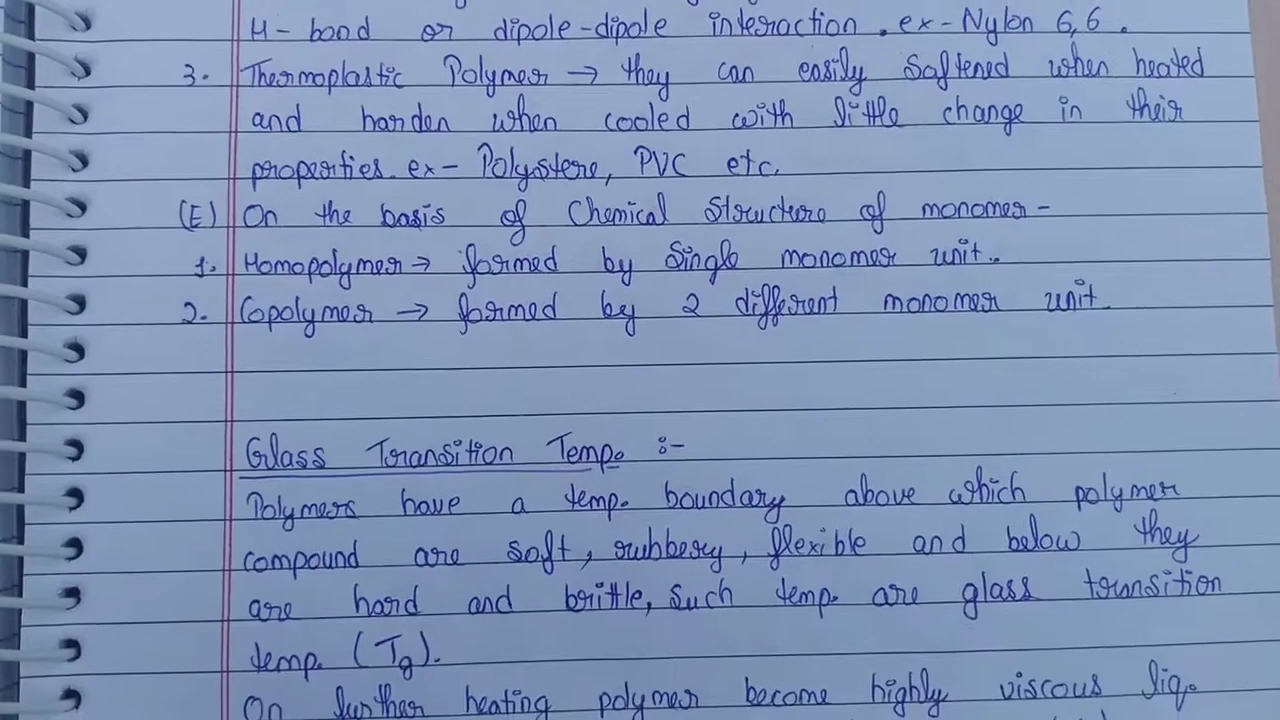 H-bond or dipole-dipole interaction. ex-Nylon 6,6.
3. Thermoplastic Polymer → they can easily Saftened when heated
and harden when cooled with little change in their
properties. ex- Polystere, PVC etc.
(E) On the basis of Chemical Structure of monomer -
1. Homopolymer → formed by Single monomer unit.
2. Copolymer → formed by 2 different monomer unit.
Glass Transition Temp. :-
Polymers have a temp. boundary above which polymer
compound are soft, rubbery, flexible and below they
are hard and brittle, Such temp. are glass transition
temp. (Tg).
On further heating polymer become highly viscous liq.